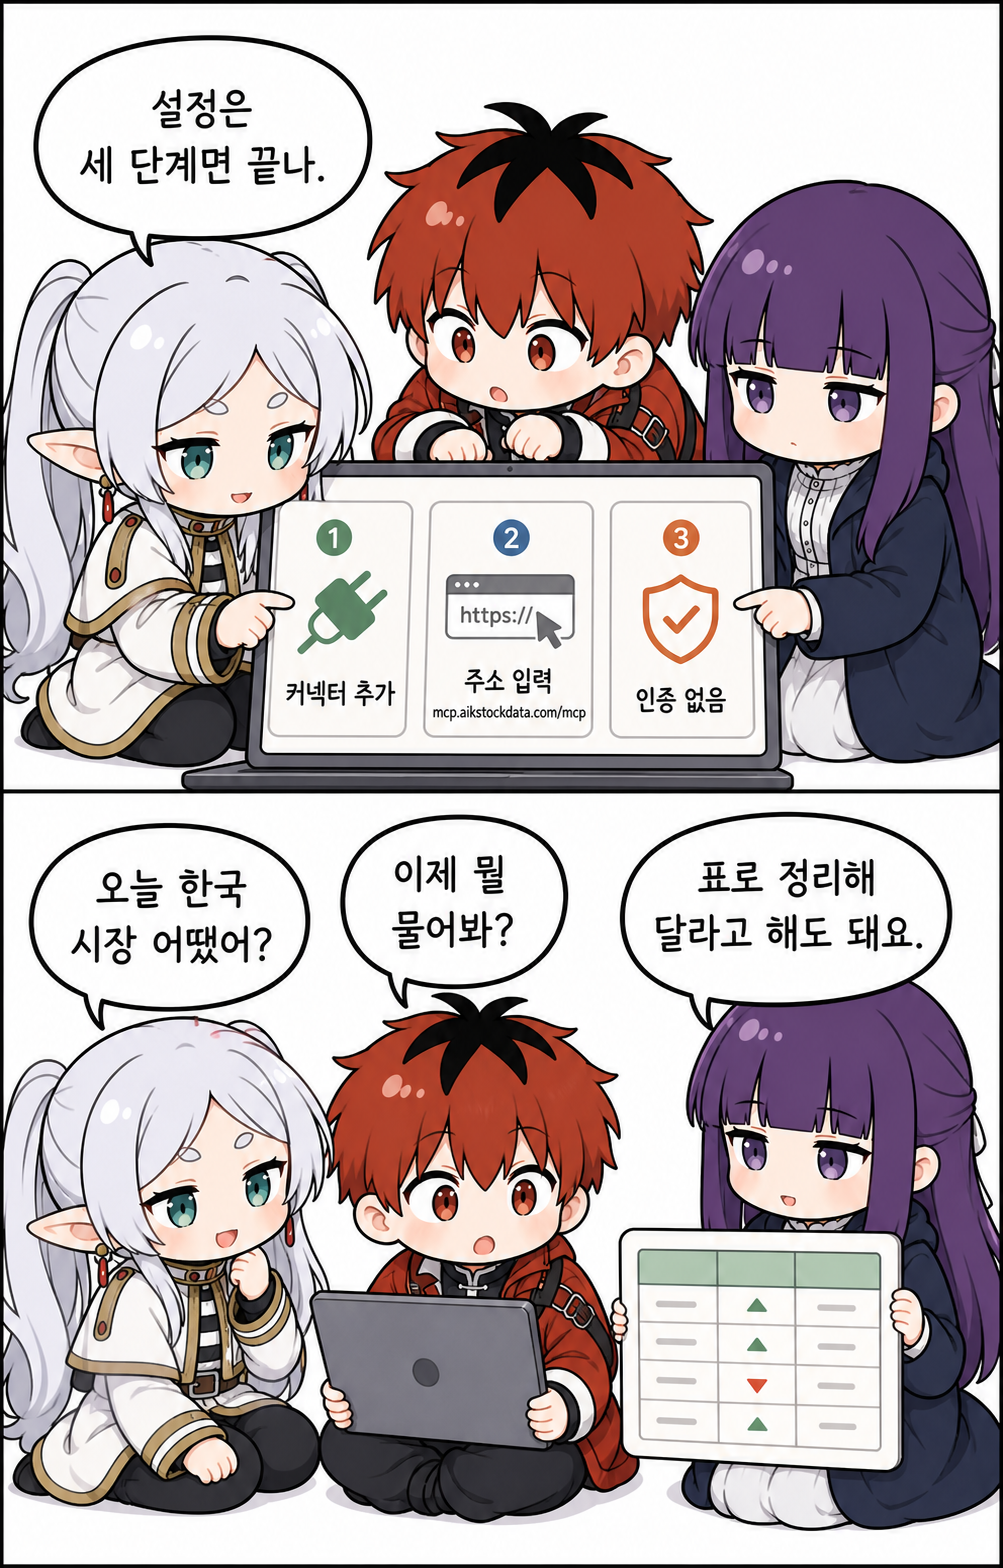 설정은
세 단계면 끝나.
1
커넥터 추가
2
https://
주소 입력
mcp.aikstockdata.com/mcp
3
인증 없음
오늘 한국
시장 어땠어?
이제 뭘
물어봐?
표로 정리해
달라고 해도 돼요.